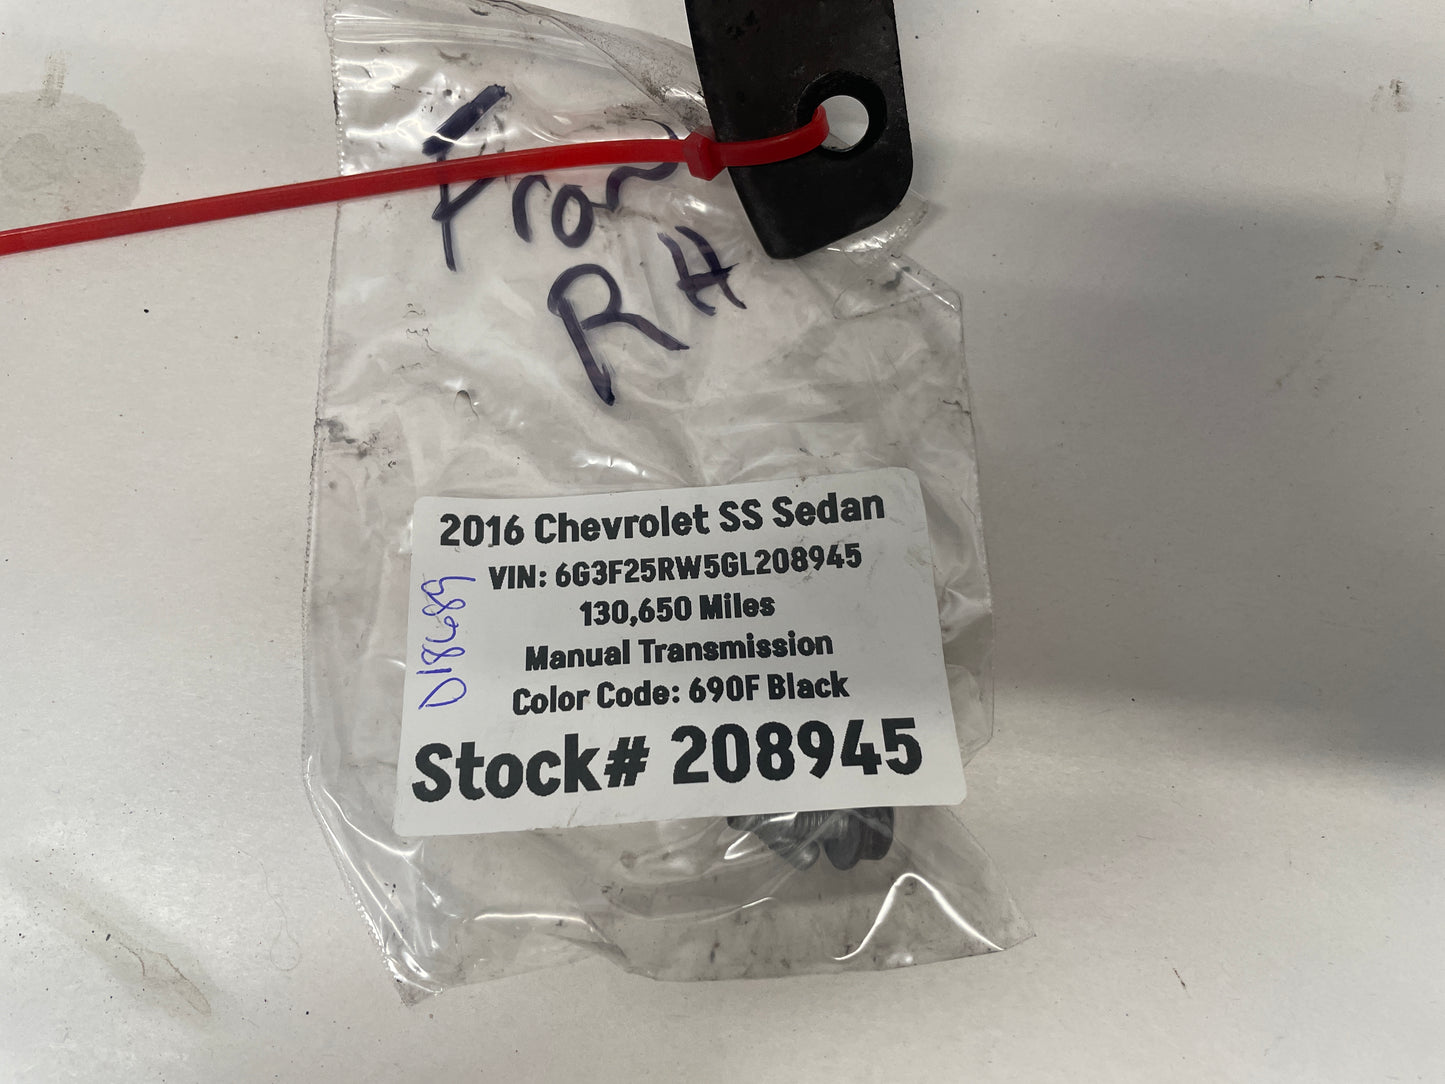 Fron
RH
2016 Chevrolet SS Sedan
VIN: 6G3F25RW5GL208945
130,650 Miles
Manual Transmission
Color Code: 690F Black
Stock# 208945
D18689